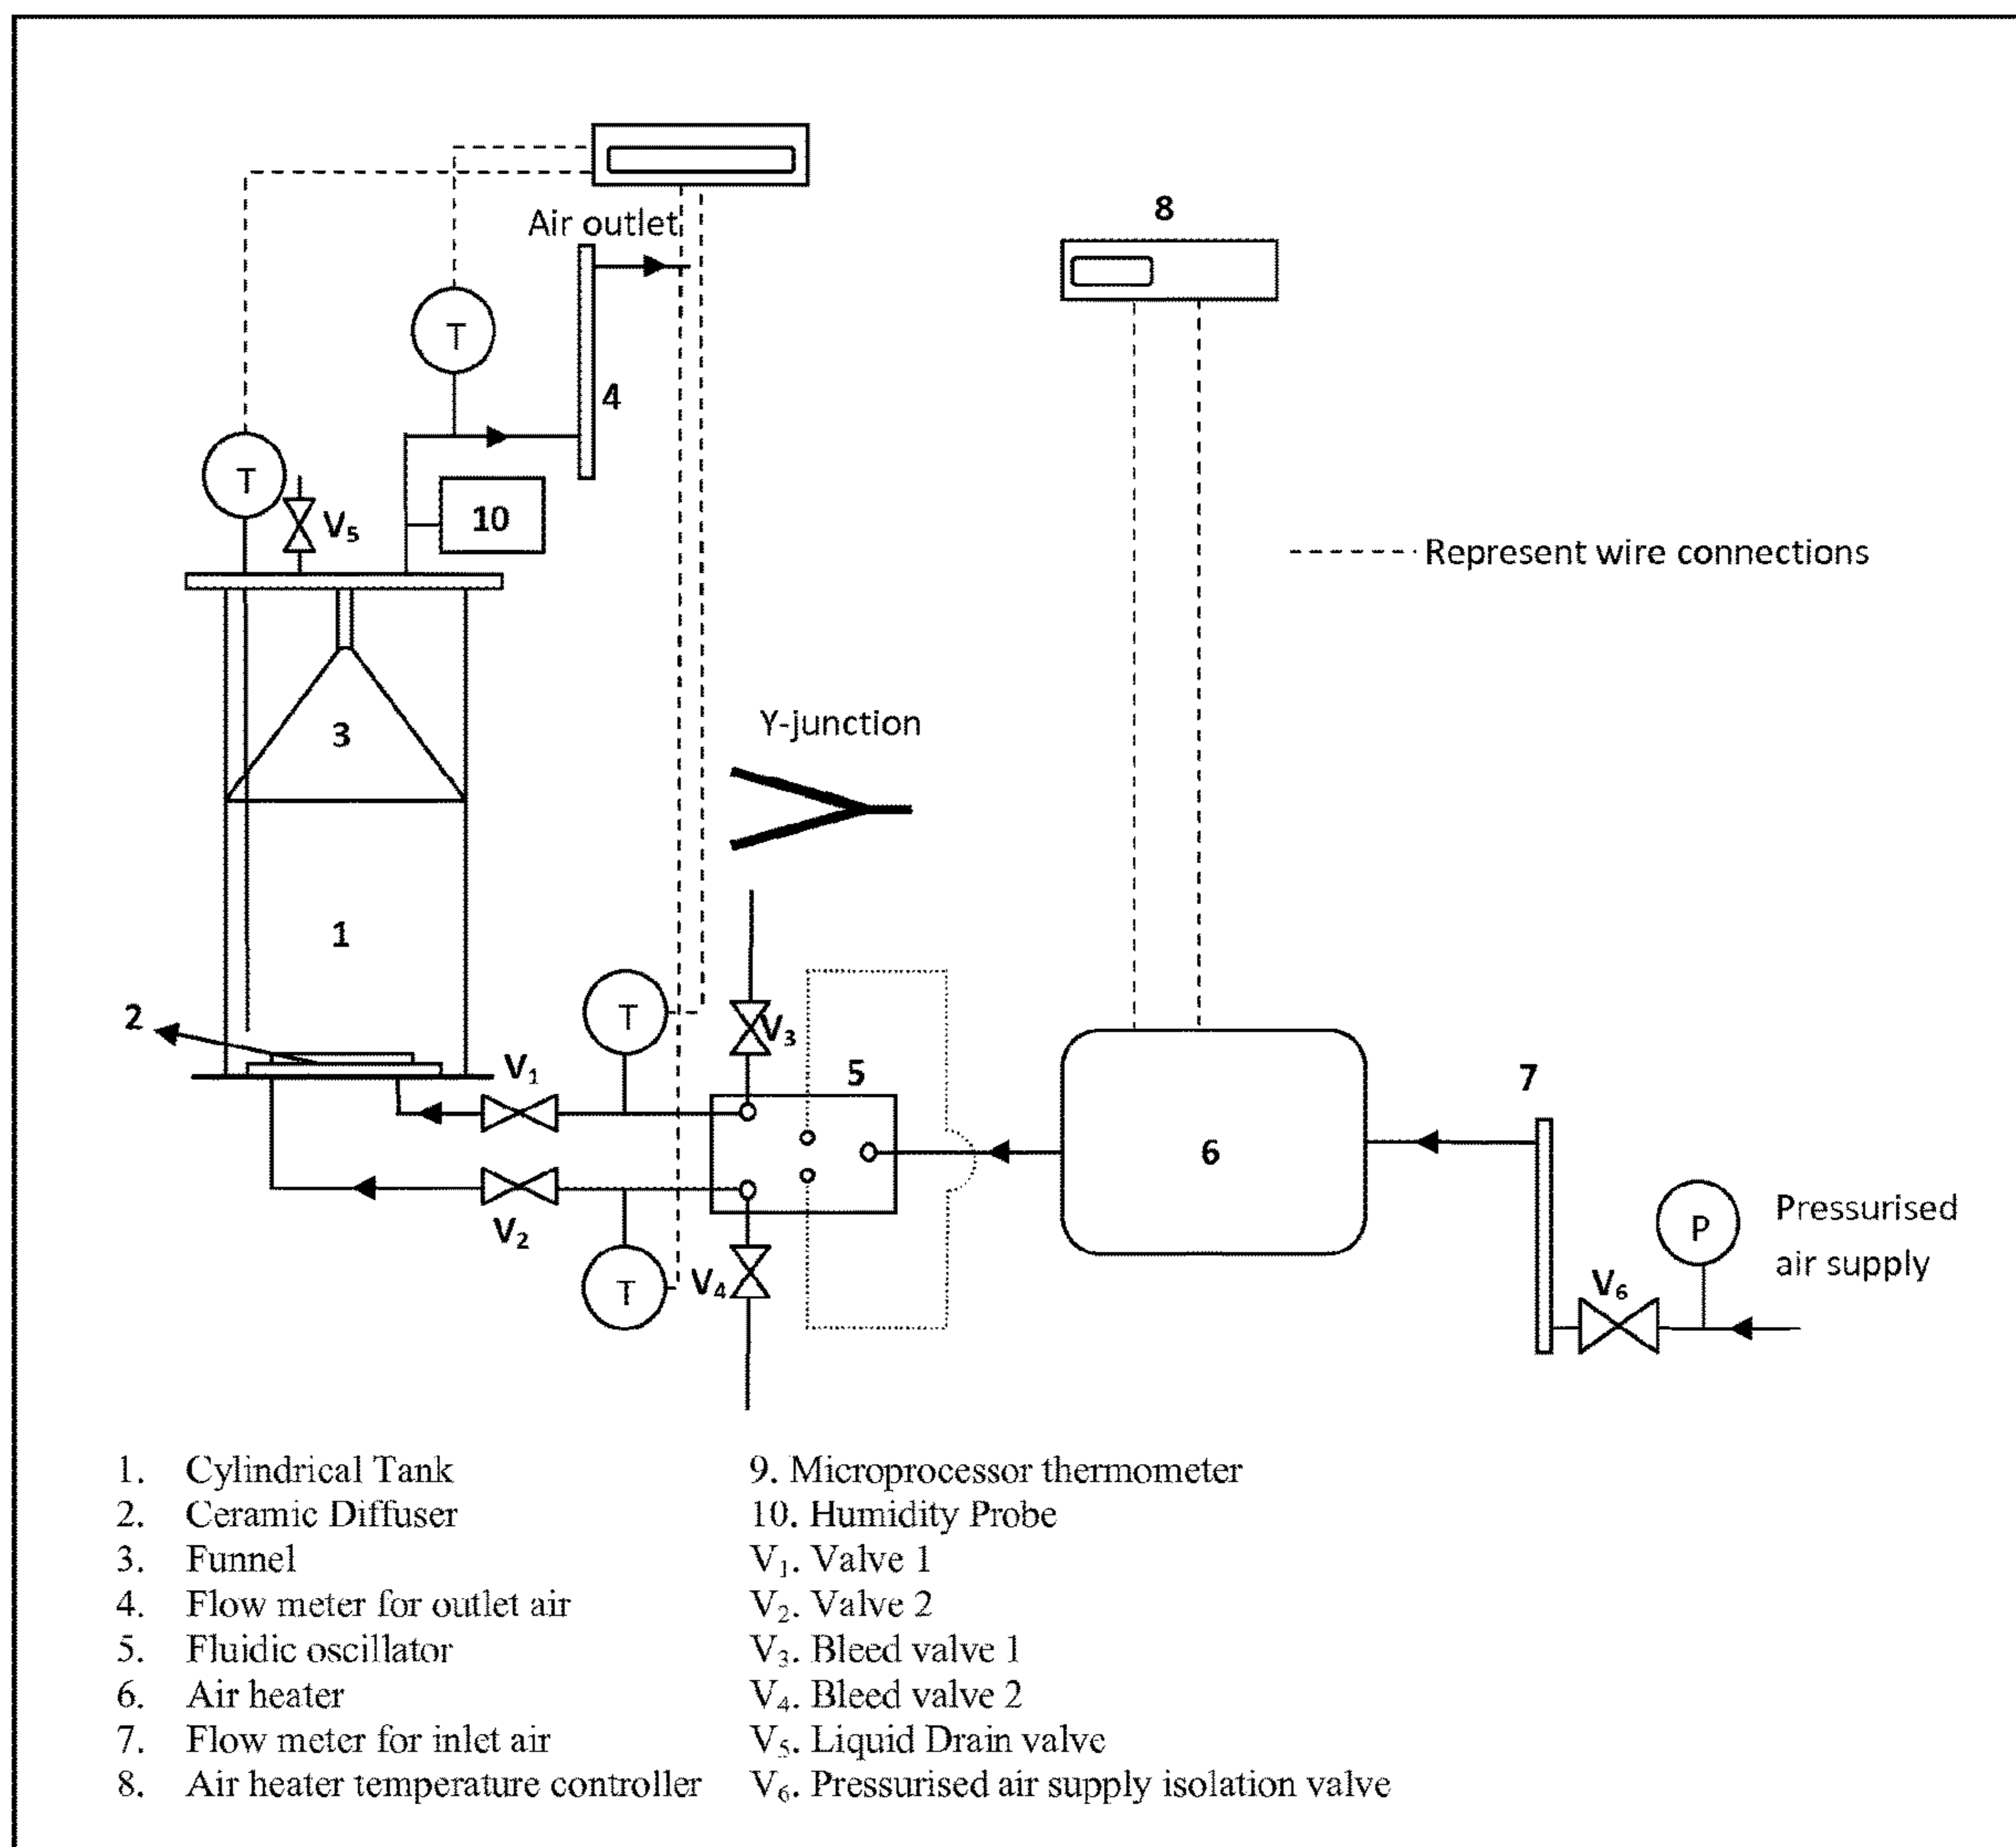 Air outlet
8
T
4
T
V5
10
Represent wire connections
3
Y-junction
1
2
T
V3
V1
5
7
6
V2
T
V4
P
Pressurised
air supply
V6
1. Cylindrical Tank
2. Ceramic Diffuser
3. Funnel
4. Flow meter for outlet air
5. Fluidic oscillator
6. Air heater
7. Flow meter for inlet air
8. Air heater temperature controller
9. Microprocessor thermometer
10. Humidity Probe
V1. Valve 1
V2. Valve 2
V3. Bleed valve 1
V4. Bleed valve 2
V5. Liquid Drain valve
V6. Pressurised air supply isolation valve